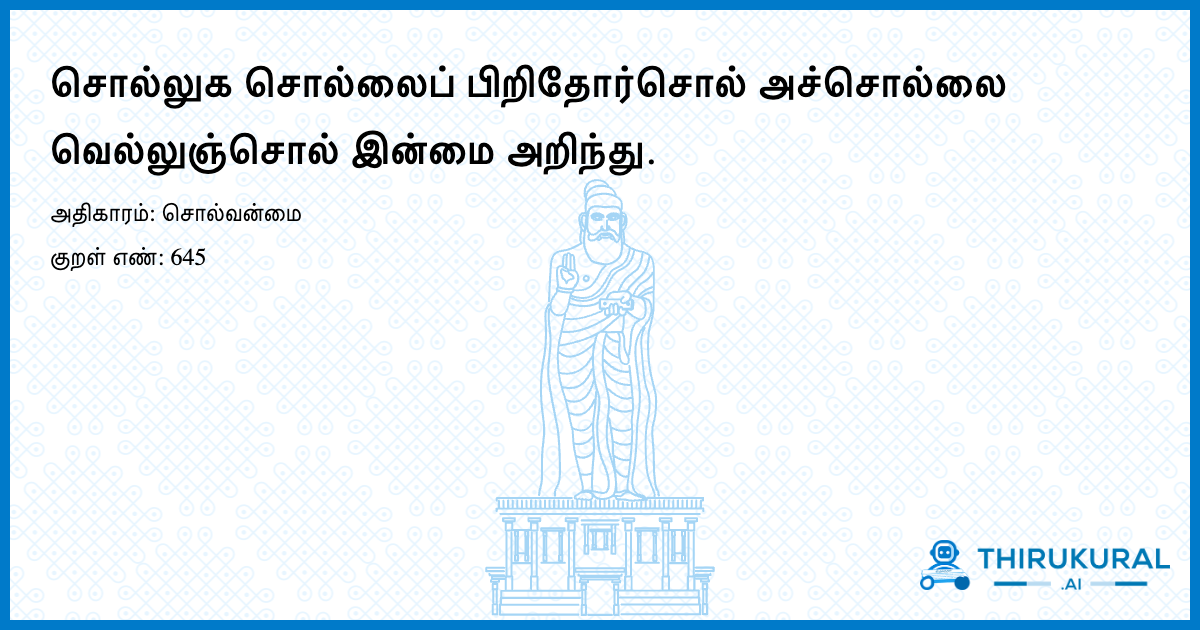 சொல்லுக சொல்லைப் பிறிதோர்சொல் அச்சொல்லை
வெல்லுஞ்சொல் இன்மை அறிந்து.
அதிகாரம்: சொல்வன்மை
குறள் எண்: 645
THIRUKURAL
.AI